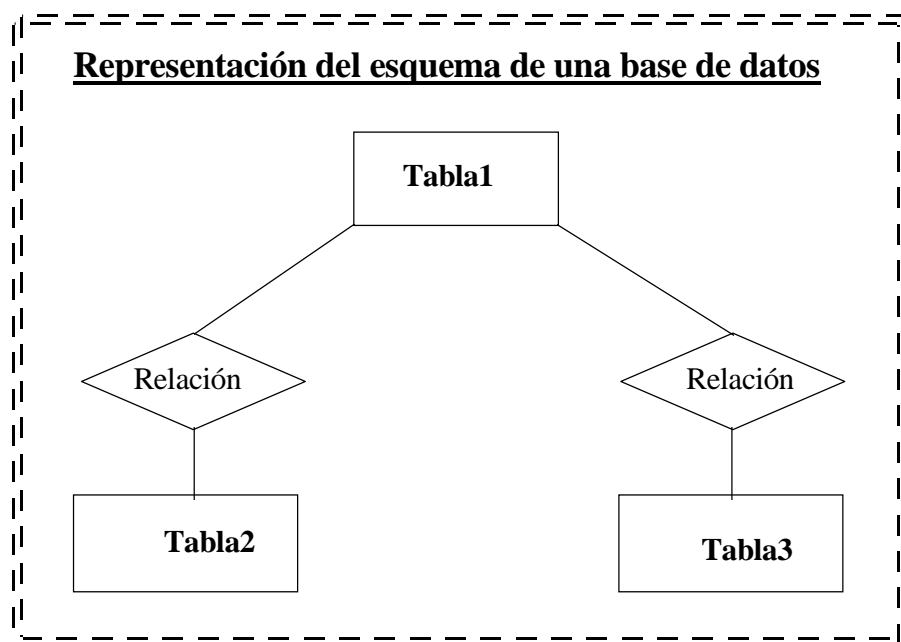 Representación del esquema de una base de datos
Tabla1
Relación
Relación
Tabla2
Tabla3